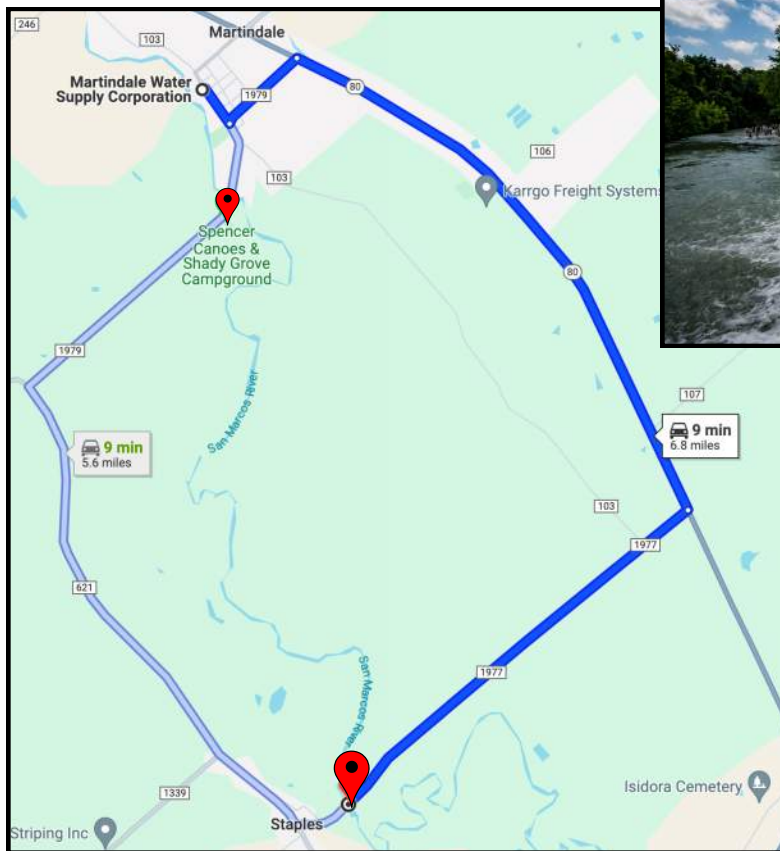 246
103
Martindale
Martindale Water
Supply Corporation
1979
80
106
103
Karrgo Freight Systems
Spencer
Canoes &
Shady Grove
Campground
80
1979
San Marcos River
107
9 min
5.6 miles
9 min
6.8 miles
103
1977
621
1977
San Marcos River
1339
Isidora Cemetery
Staples
Striping Inc